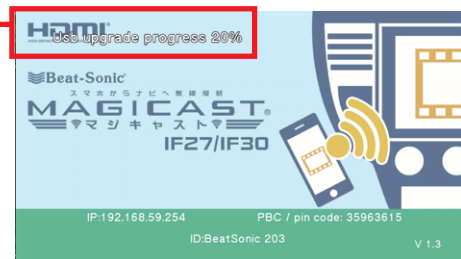 HDMI
Usb upgrade progress 20%
Beat-Sonic
スマホからナビへ無線接続
MAGICAST®
マジキャスト
IF27/IF30
IP:192.168.59.254
PBC / pin code: 35963615
ID:BeatSonic 203
V 1.3